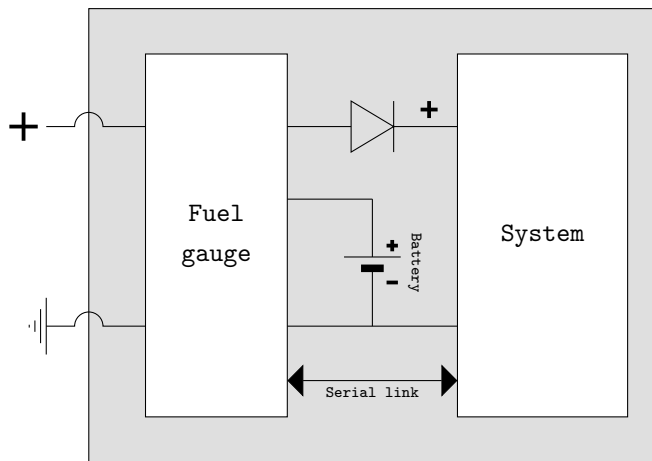 +
+
Fuel
gauge
System
+
Battery
-
Serial link